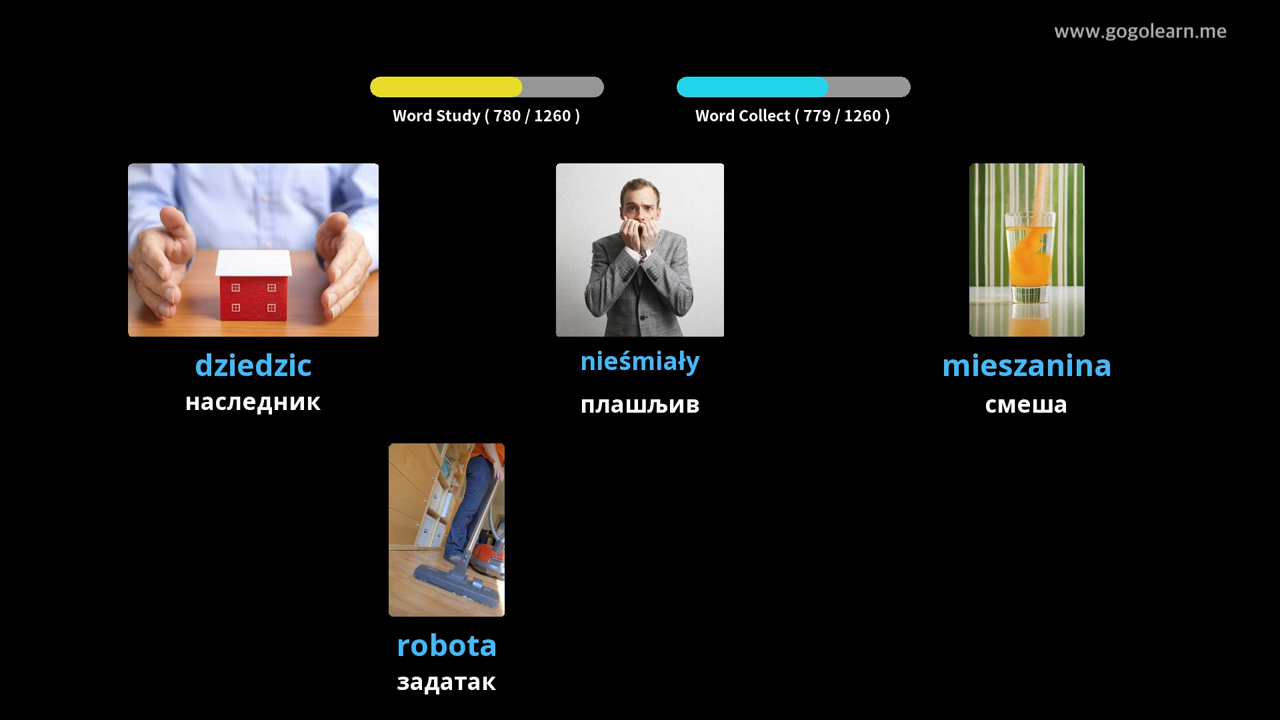 www.gogolearn.me
Word Study ( 780 / 1260 )
Word Collect ( 779 / 1260 )
dziedzic
наследник
nieśmiały
плашљив
mieszanina
смеша
robota
задатак